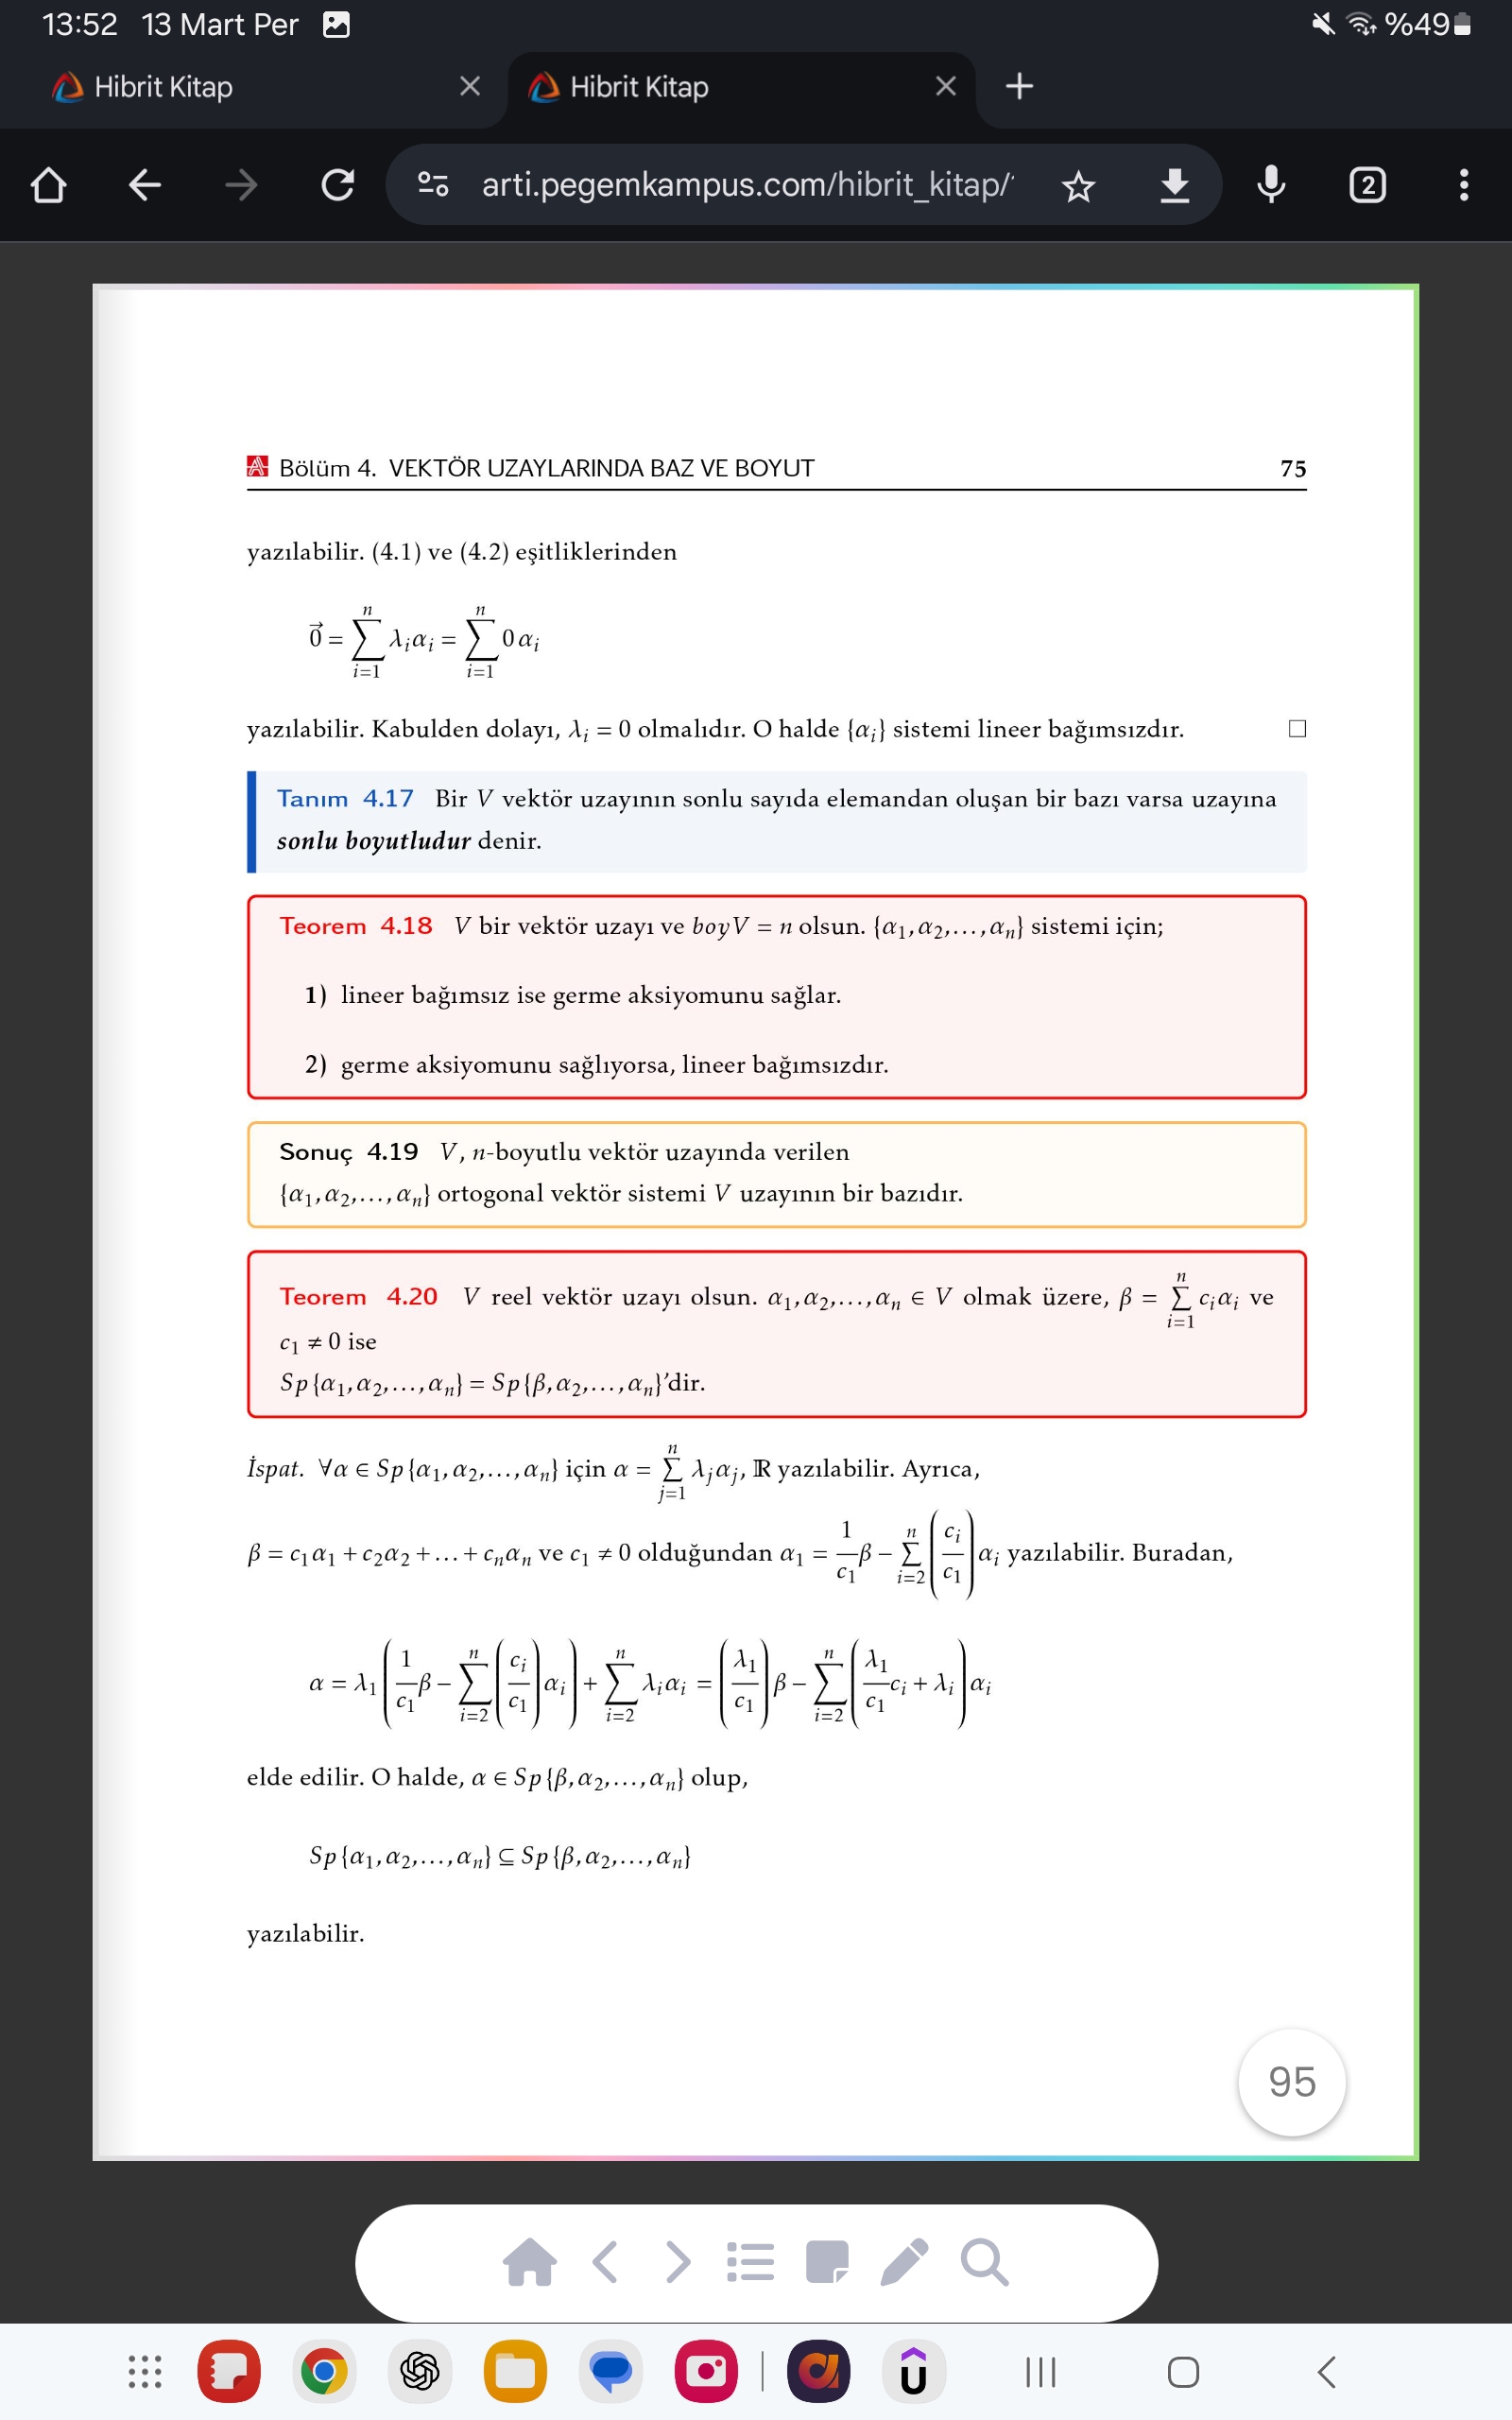 13:52 13 Mart Per %49
Hibrit Kitap Hibrit Kitap
arti.pegemkampus.com/hibrit_kitap/ 2
Bölüm 4. VEKTÖR UZAYLARINDA BAZ VE BOYUT 75
yazılabilir. (4.1) ve (4.2) eşitliklerinden
$\vec{0} = \sum_{i=1}^{n} \lambda_i \alpha_i = \sum_{i=1}^{n} 0 \alpha_i$
yazılabilir. Kabulden dolayı, $\lambda_i = 0$ olmalıdır. O halde $\{\alpha_i\}$ sistemi lineer bağımsızdır. □
Tanım 4.17 Bir V vektör uzayının sonlu sayıda elemandan oluşan bir bazı varsa uzayına
sonlu boyutludur denir.
Teorem 4.18 V bir vektör uzayı ve $boyV = n$ olsun. $\{\alpha_1, \alpha_2, \ldots, \alpha_n\}$ sistemi için;
1) lineer bağımsız ise germe aksiyomunu sağlar.
2) germe aksiyomunu sağlıyorsa, lineer bağımsızdır.
Sonuç 4.19 V, n-boyutlu vektör uzayında verilen
$\{\alpha_1, \alpha_2, \ldots, \alpha_n\}$ ortogonal vektör sistemi V uzayının bir bazıdır.
Teorem 4.20 V reel vektör uzayı olsun. $\alpha_1, \alpha_2, \ldots, \alpha_n \in V$ olmak üzere, $\beta = \sum_{i=1}^{n} c_i \alpha_i$ ve
$c_1 \neq 0$ ise
$Sp\{\alpha_1, \alpha_2, \ldots, \alpha_n\} = Sp\{\beta, \alpha_2, \ldots, \alpha_n\}$'dir.
İspat. $\forall \alpha \in Sp\{\alpha_1, \alpha_2, \ldots, \alpha_n\}$ için $\alpha = \sum_{j=1}^{n} \lambda_j \alpha_j$, $\mathbb{R}$ yazılabilir. Ayrıca,
$\beta = c_1 \alpha_1 + c_2 \alpha_2 + \ldots + c_n \alpha_n$ ve $c_1 \neq 0$ olduğundan $\alpha_1 = \frac{1}{c_1} \beta - \sum_{i=2}^{n} \left( \frac{c_i}{c_1} \right) \alpha_i$ yazılabilir. Buradan,
$\alpha = \lambda_1 \left( \frac{1}{c_1} \beta - \sum_{i=2}^{n} \left( \frac{c_i}{c_1} \right) \alpha_i \right) + \sum_{i=2}^{n} \lambda_i \alpha_i = \left( \frac{\lambda_1}{c_1} \right) \beta - \sum_{i=2}^{n} \left( \frac{\lambda_1}{c_1} c_i + \lambda_i \right) \alpha_i$
elde edilir. O halde, $\alpha \in Sp\{\beta, \alpha_2, \ldots, \alpha_n\}$ olup,
$Sp\{\alpha_1, \alpha_2, \ldots, \alpha_n\} \subseteq Sp\{\beta, \alpha_2, \ldots, \alpha_n\}$
yazılabilir.
95